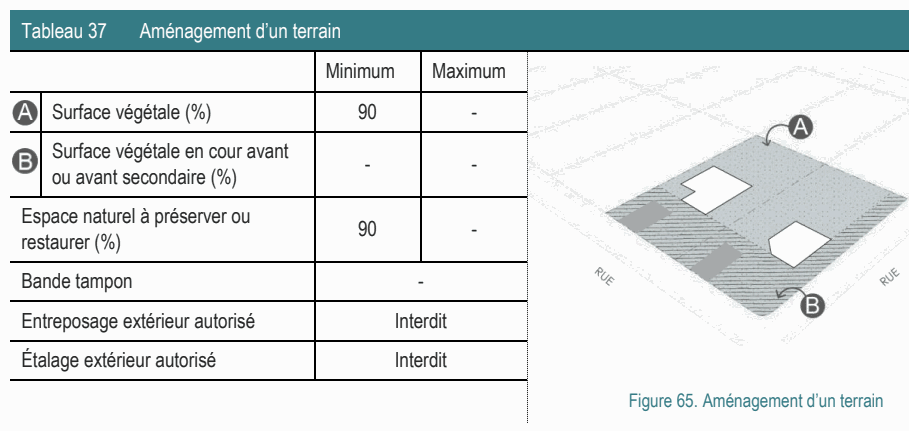 Tableau 37 Aménagement d'un terrain
Minimum Maximum
A Surface végétale (%) 90 -
B Surface végétale en cour avant
ou avant secondaire (%) - -
Espace naturel à préserver ou
restaurer (%) 90 -
Bande tampon -
Entreposage extérieur autorisé Interdit
Étalage extérieur autorisé Interdit
A
RUE
RUE
B
Figure 65. Aménagement d'un terrain